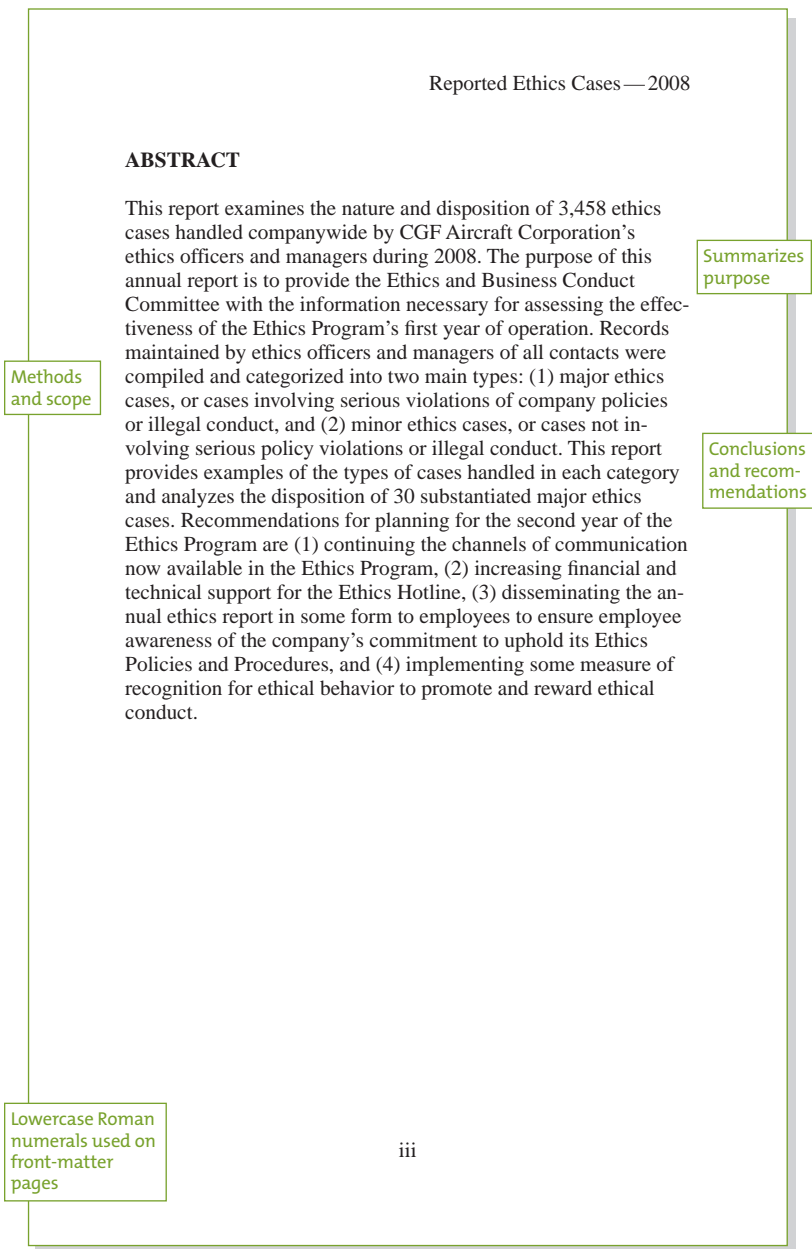 Reported Ethics Cases — 2008
ABSTRACT
This report examines the nature and disposition of 3,458 ethics
cases handled companywide by CGF Aircraft Corporation’s
ethics officers and managers during 2008. The purpose of this
annual report is to provide the Ethics and Business Conduct
Committee with the information necessary for assessing the effec-
tiveness of the Ethics Program’s first year of operation. Records
maintained by ethics officers and managers of all contacts were
compiled and categorized into two main types: (1) major ethics
cases, or cases involving serious violations of company policies
or illegal conduct, and (2) minor ethics cases, or cases not in-
volving serious policy violations or illegal conduct. This report
provides examples of the types of cases handled in each category
and analyzes the disposition of 30 substantiated major ethics
cases. Recommendations for planning for the second year of the
Ethics Program are (1) continuing the channels of communication
now available in the Ethics Program, (2) increasing financial and
technical support for the Ethics Hotline, (3) disseminating the an-
nual ethics report in some form to employees to ensure employee
awareness of the company’s commitment to uphold its Ethics
Policies and Procedures, and (4) implementing some measure of
recognition for ethical behavior to promote and reward ethical
conduct.
Summarizes
purpose
Methods
and scope
Conclusions
and recom-
mendations
Lowercase Roman
numerals used on
front-matter
pages
iii